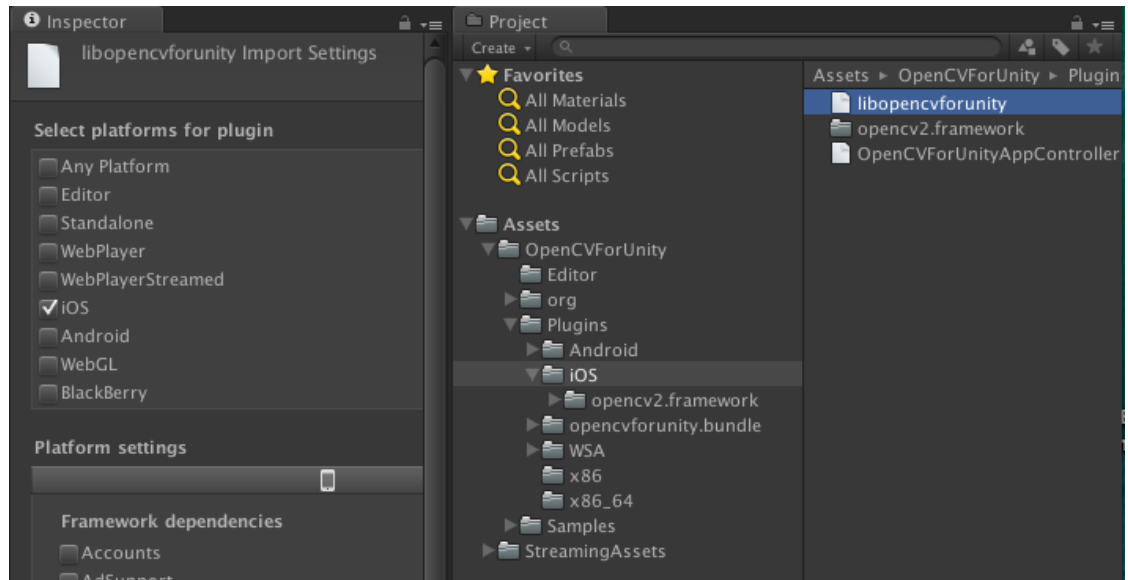 Inspector
libopencvforunity Import Settings
Select platforms for plugin
Any Platform
Editor
Standalone
WebPlayer
WebPlayerStreamed
iOS
Android
WebGL
BlackBerry
Platform settings
Framework dependencies
Accounts
AdSupport
Project
Create
Favorites
All Materials
All Models
All Prefabs
All Scripts
Assets
OpenCVForUnity
Editor
org
Plugins
Android
iOS
opencv2.framework
opencvforunity.bundle
WSA
x86
x86_64
Samples
StreamingAssets
Assets ▸ OpenCVForUnity ▸ Plugin
libopencvforunity
opencv2.framework
OpenCVForUnityAppController